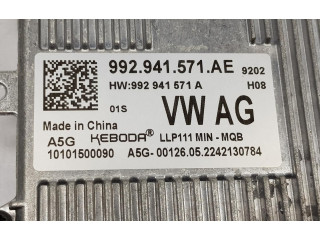 992.941.571.AE 9202
HW:992 941 571 A H08
01S VW AG
Made in China
A5G KEBODA® LLP111 MIN - MQB
10101500090 A5G- 00126.05.2242130784